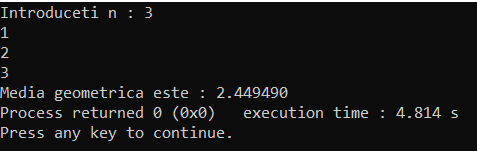 Introduceti n : 3
1
2
3
Media geometrica este : 2.449490
Process returned 0 (0x0)   execution time : 4.814 s
Press any key to continue.